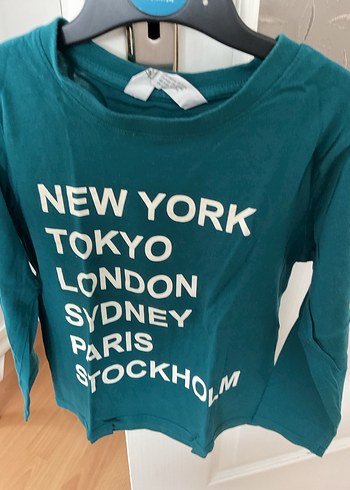 NEW YORK
TOKYO
LONDON
SYDNEY
PARIS
STOCKHOLM